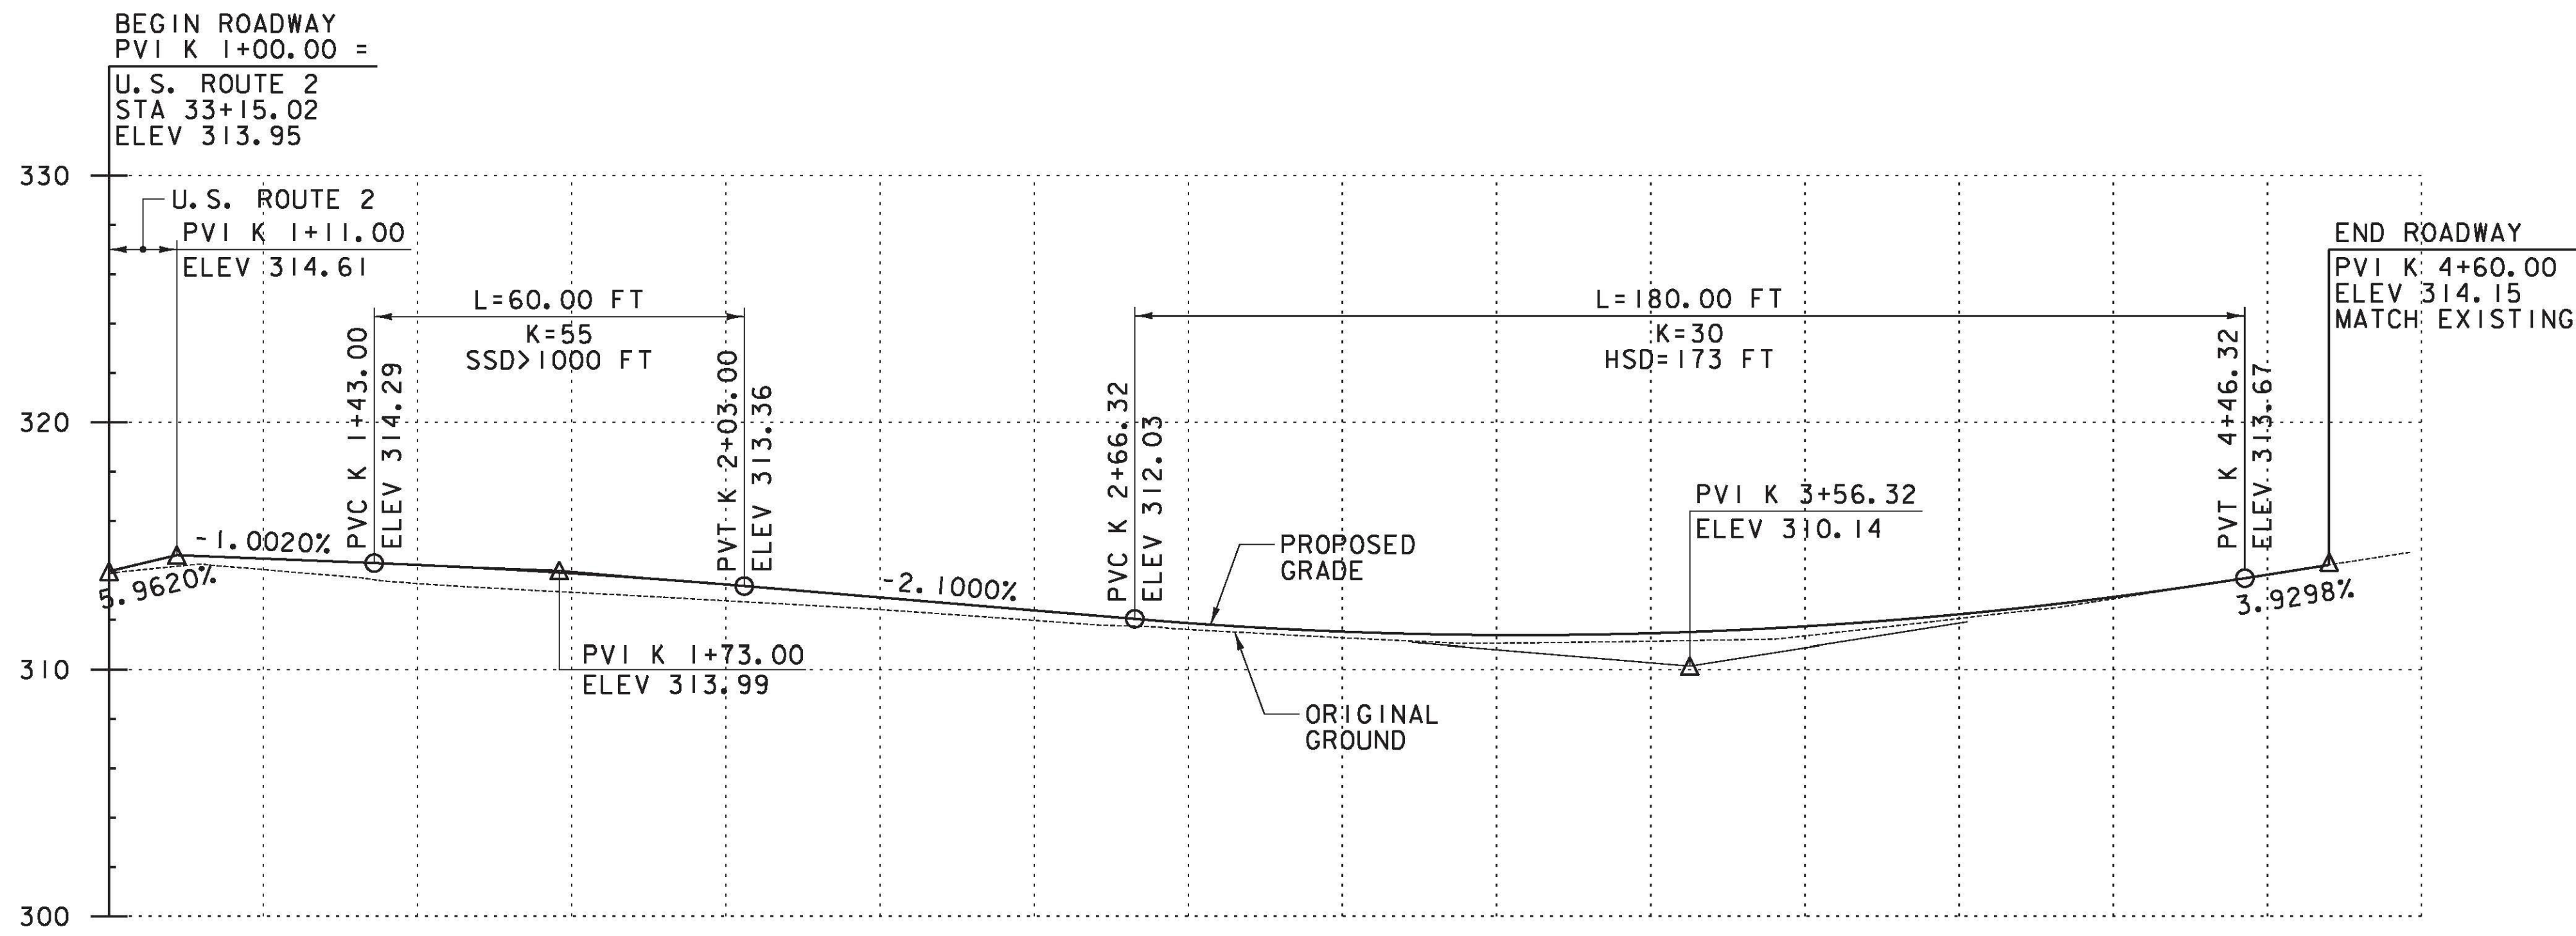 BEGIN ROADWAY
PVI K 1+00.00 =
U.S. ROUTE 2
STA 33+15.02
ELEV 313.95
330
U.S. ROUTE 2
PVI K 1+11.00
ELEV 314.61
END ROADWAY
PVI K 4+60.00
ELEV 314.15
MATCH EXISTING
L=60.00 FT
K=55
SSD>1000 FT
L=180.00 FT
K=30
HSD=173 FT
320
PVC K 1+43.00
ELEV 314.29
PVT K 2+03.00
ELEV 313.36
PVC K 2+66.32
ELEV 312.03
PVI K 3+56.32
ELEV 310.14
PVT K 4+46.32
ELEV 313.67
-1.0020%
5.9620%
-2.1000%
PROPOSED
GRADE
3.9298%
310
PVI K 1+73.00
ELEV 313.99
ORIGINAL
GROUND
300